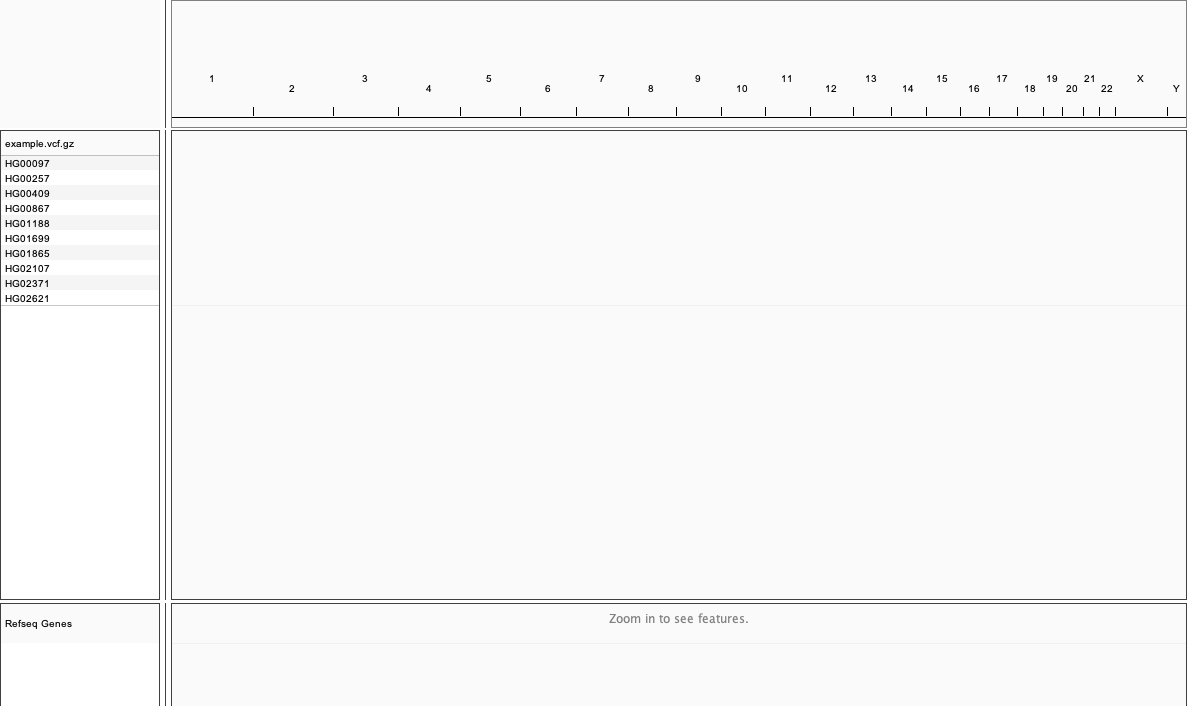 1 3 5 7 9 11 13 15 17 19 21 X
2 4 6 8 10 12 14 16 18 20 22 Y
example.vcf.gz
HG00097
HG00257
HG00409
HG00867
HG01188
HG01699
HG01865
HG02107
HG02371
HG02621
Refseq Genes
Zoom in to see features.